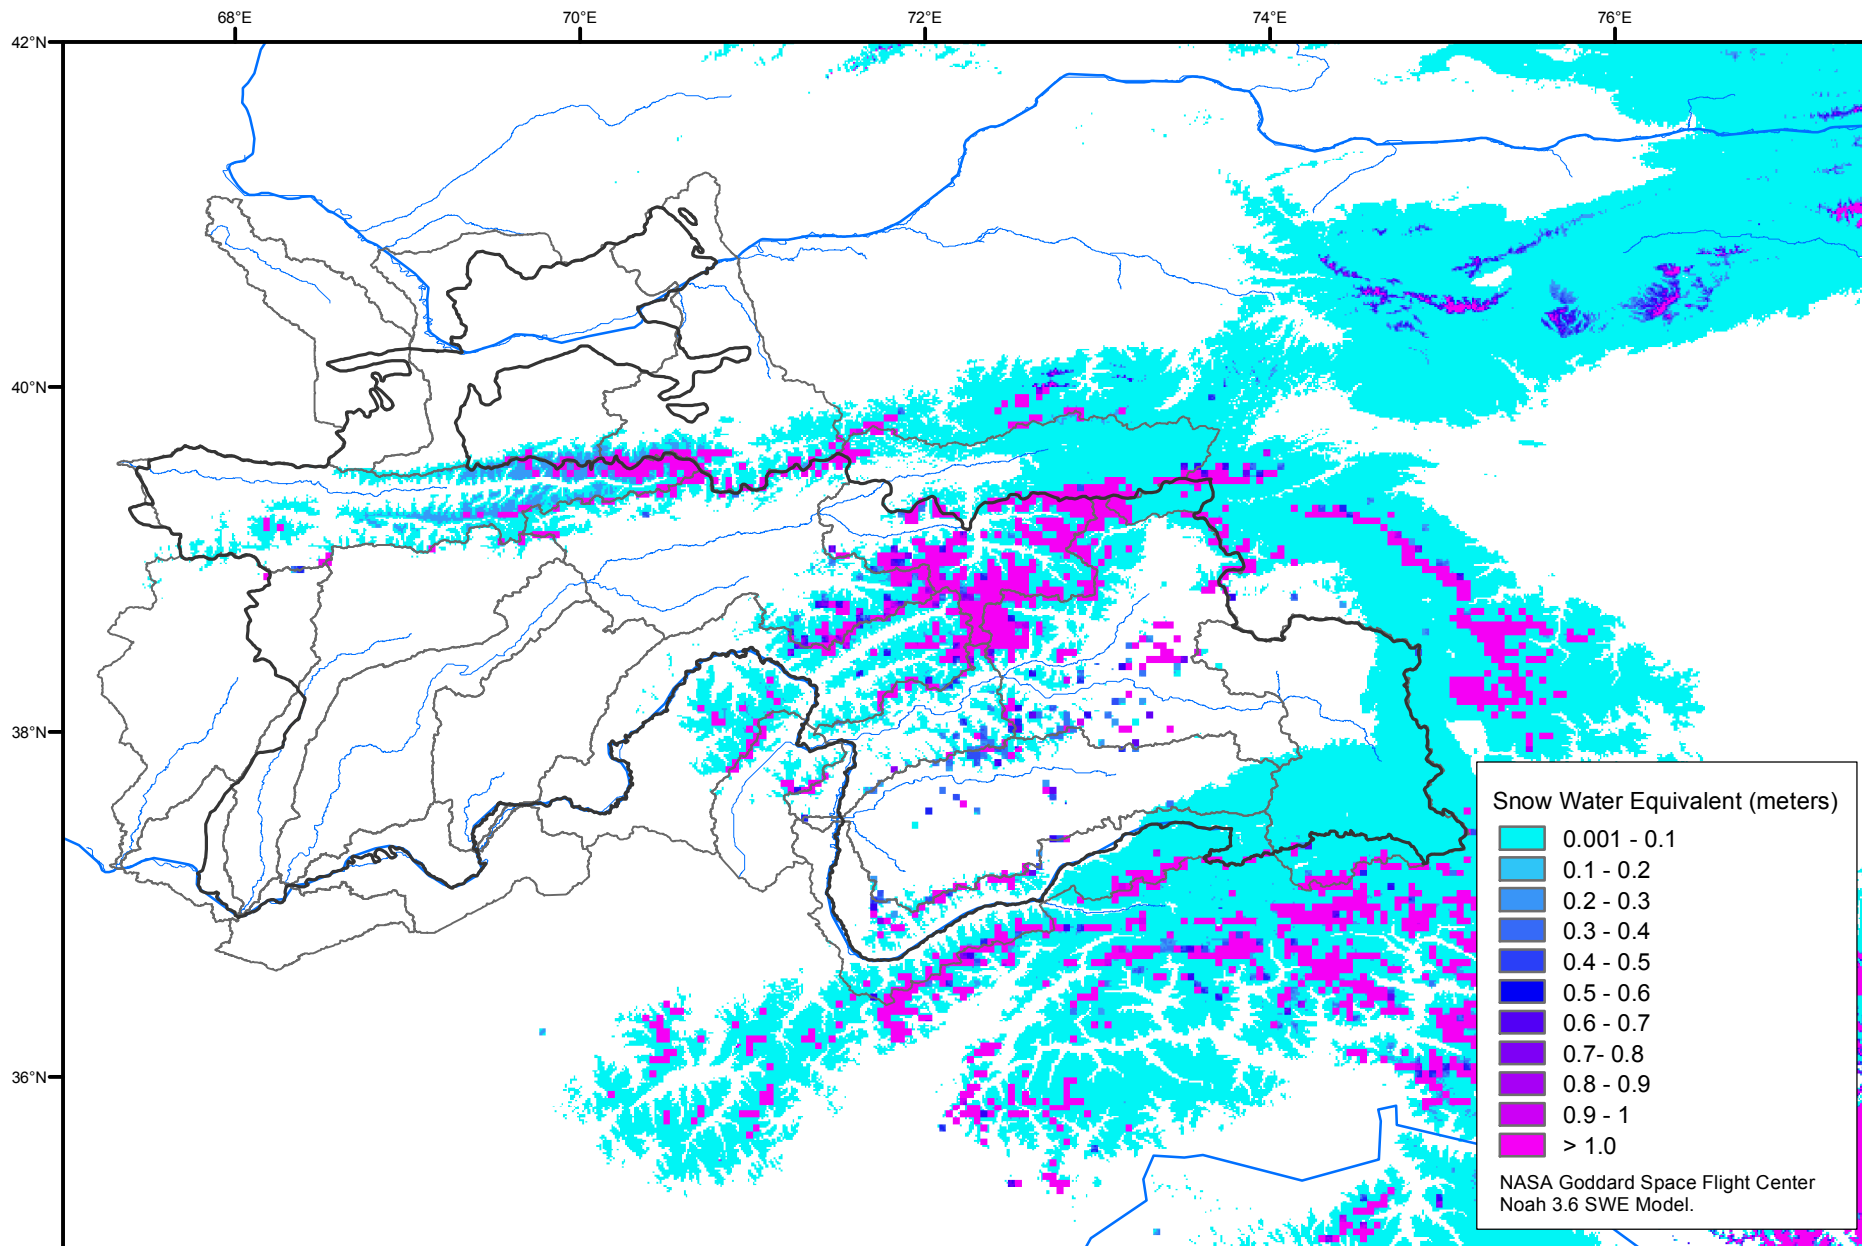 68°E
70°E
72°E
74°E
76°E
42°N
40°N
38°N
36°N
Snow Water Equivalent (meters)
0.001 - 0.1
0.1 - 0.2
0.2 - 0.3
0.3 - 0.4
0.4 - 0.5
0.5 - 0.6
0.6 - 0.7
0.7- 0.8
0.8 - 0.9
0.9 - 1
> 1.0
NASA Goddard Space Flight Center
Noah 3.6 SWE Model.